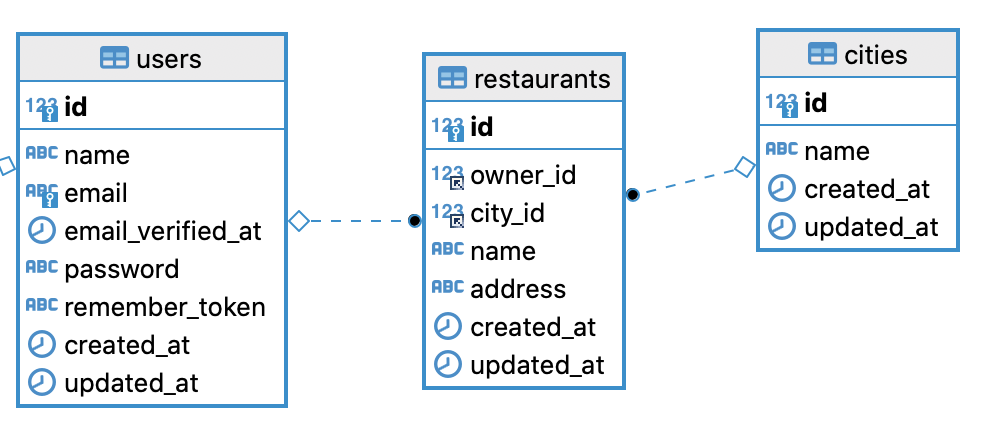 users
123 id
ABC name
ABC email
email_verified_at
ABC password
ABC remember_token
created_at
updated_at
restaurants
123 id
123 owner_id
123 city_id
ABC name
ABC address
created_at
updated_at
cities
123 id
ABC name
created_at
updated_at